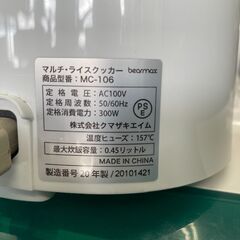 マルチ・ライスクッカー bearmax
商品型番：MC-106
定格電圧：AC100V
定格周波数：50/60Hz
定格消費電力：300W
PSE
株式会社クマザキエイム
温度ヒューズ：157℃
最大炊飯容量：0.45リットル
MADE IN CHINA
製造番号 20年製 / 20101421